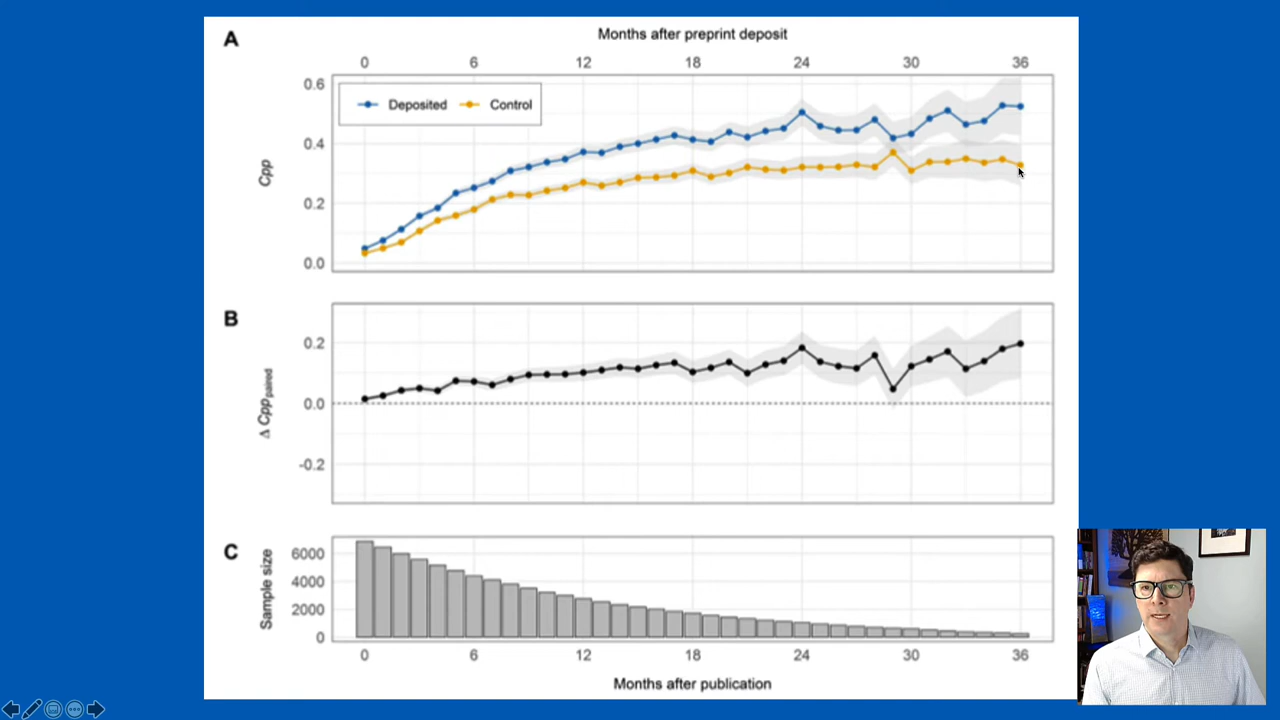 A
Months after preprint deposit
0 6 12 18 24 30 36
Cpp
0.6
0.4
0.2
0.0
Deposited Control
B
Δ Cpp paired
0.2
0.0
-0.2
C
Sample size
6000
4000
2000
0
0 6 12 18 24 30 36
Months after publication